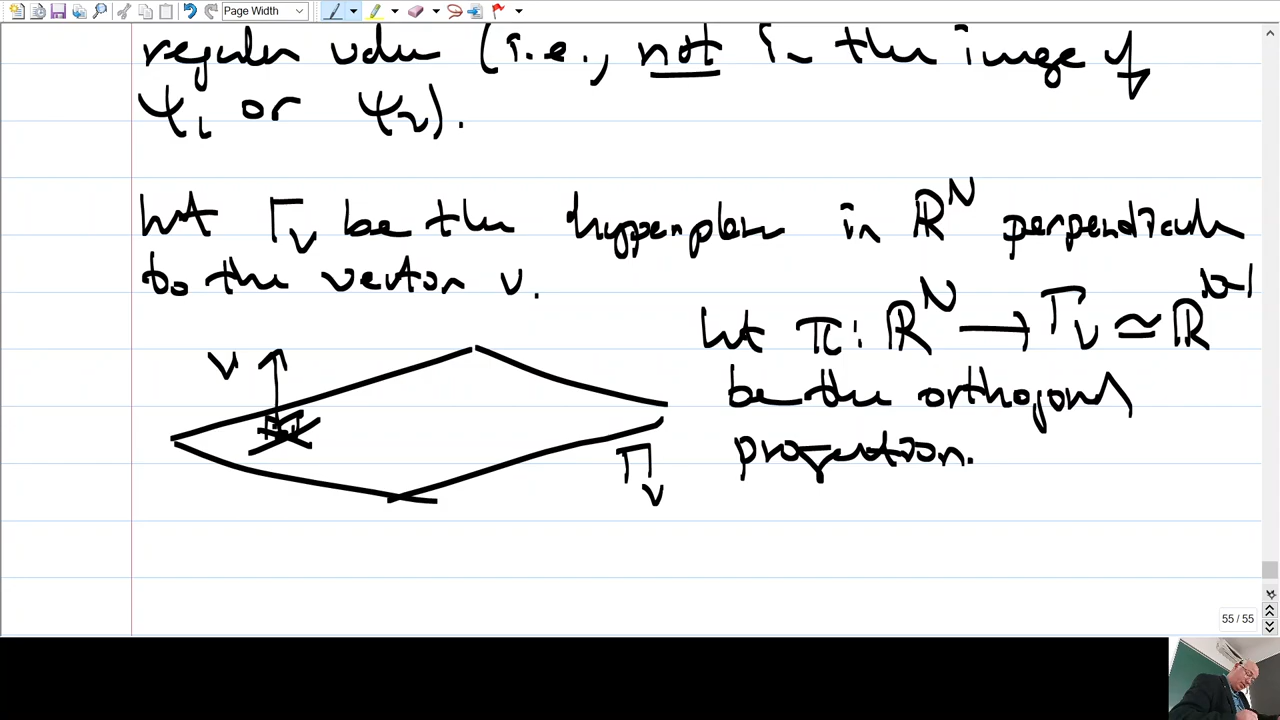 Page Width
regular value (i.e., not in the image of
Ψ₁ or Ψ₂).
Let Π_v be the hyperplane in ℝ^N perpendicular
to the vector v.
Let π: ℝ^N → Π_v ≃ ℝ^{N-1}
be the orthogonal
projection.
v
Π_v
55 / 55